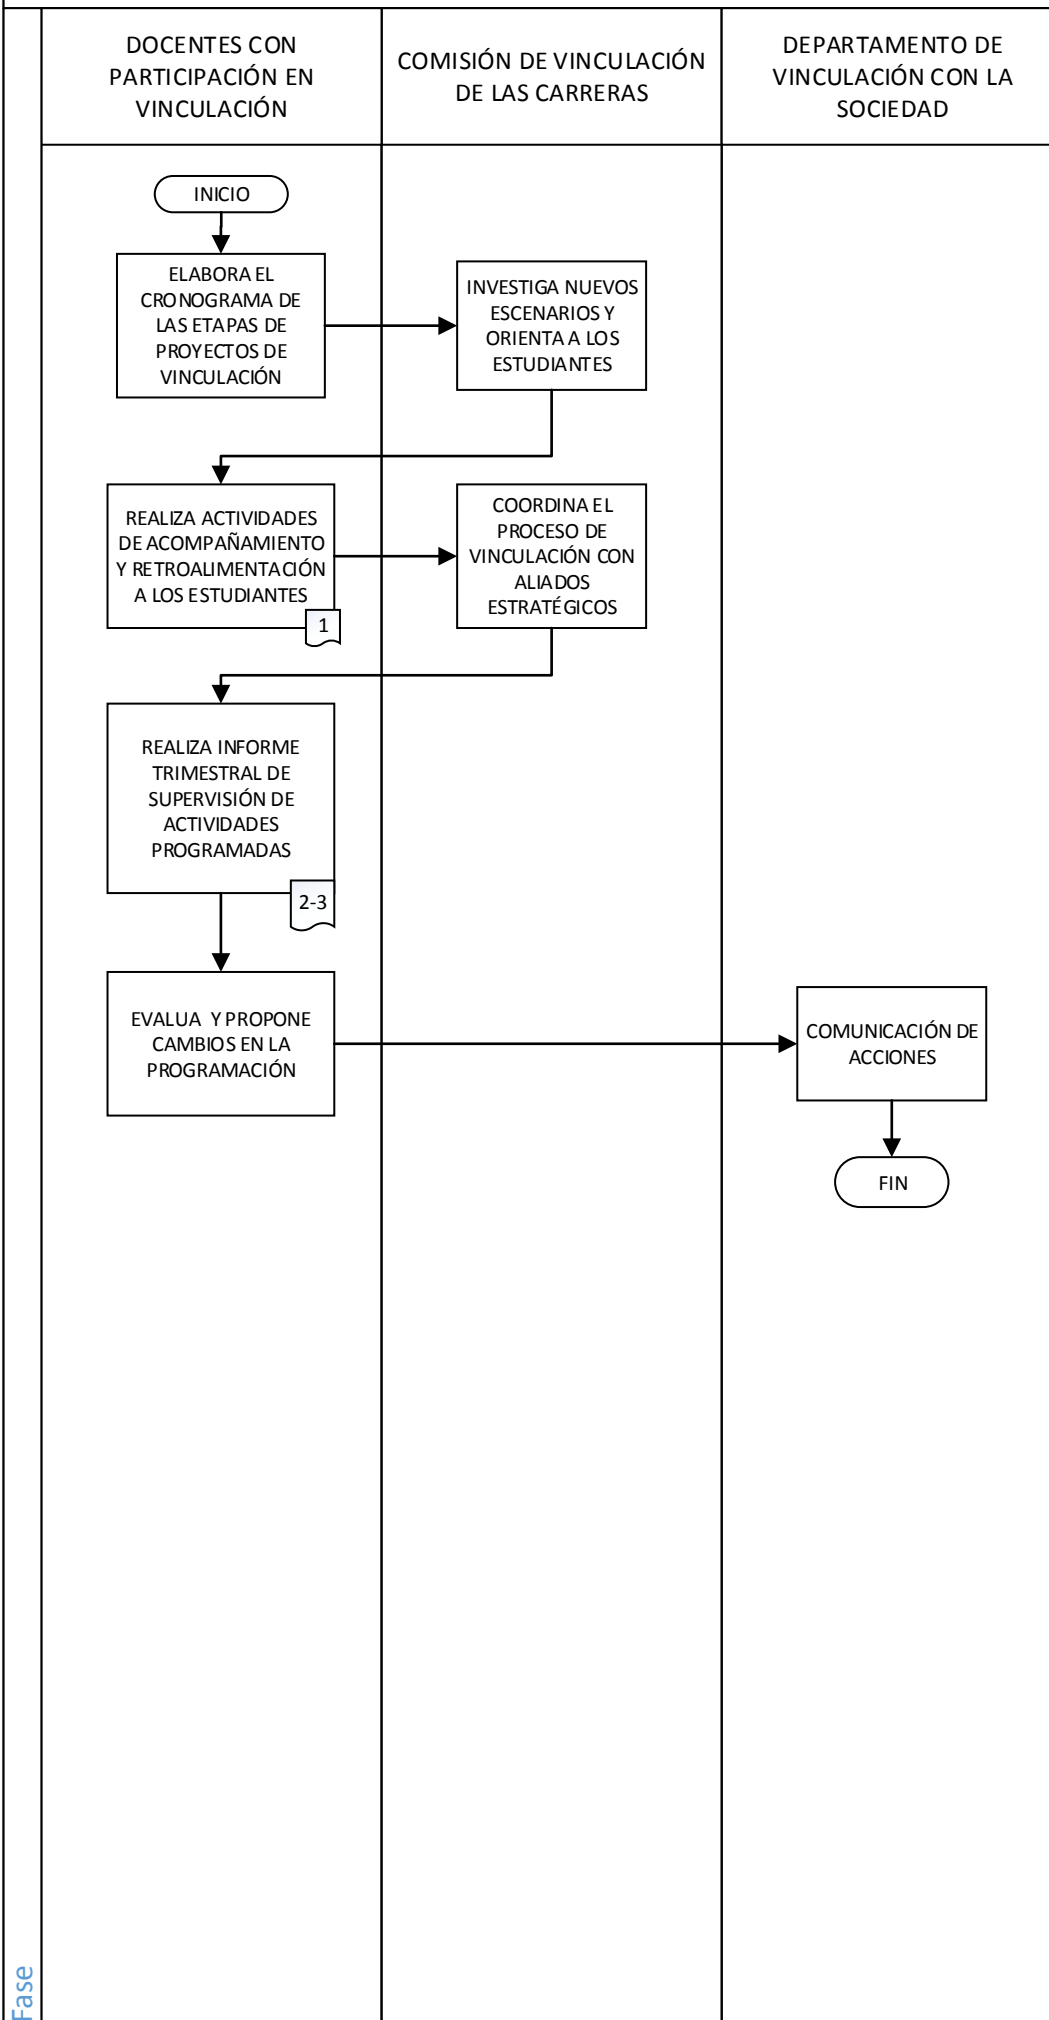 DOCENTES CON
PARTICIPACIÓN EN
VINCULACIÓN
COMISIÓN DE VINCULACIÓN
DE LAS CARRERAS
DEPARTAMENTO DE
VINCULACIÓN CON LA
SOCIEDAD
INICIO
ELABORA EL
CRONOGRAMA DE
LAS ETAPAS DE
PROYECTOS DE
VINCULACIÓN
INVESTIGA NUEVOS
ESCENARIOS Y
ORIENTA A LOS
ESTUDIANTES
REALIZA ACTIVIDADES
DE ACOMPAÑAMIENTO
Y RETROALIMENTACIÓN
A LOS ESTUDIANTES
1
COORDINA EL
PROCESO DE
VINCULACIÓN CON
ALIADOS
ESTRATÉGICOS
REALIZA INFORME
TRIMESTRAL DE
SUPERVISIÓN DE
ACTIVIDADES
PROGRAMADAS
2-3
EVALUA Y PROPONE
CAMBIOS EN LA
PROGRAMACIÓN
COMUNICACIÓN DE
ACCIONES
FIN
Fase